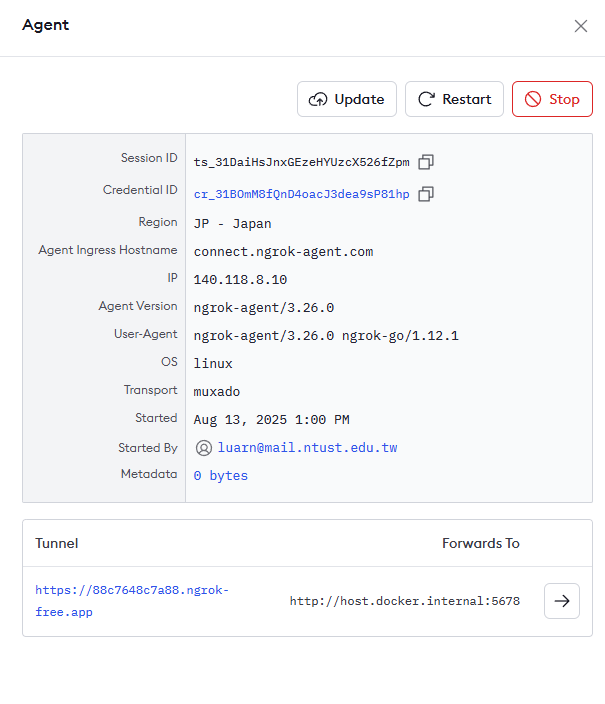 Agent
Update
Restart
Stop
Session ID ts_31DaiHsJnxGEzeHYUzcX526fZpm
Credential ID cr_31BOmM8fQnD4oacJ3dea9sP81hp
Region JP - Japan
Agent Ingress Hostname connect.ngrok-agent.com
IP 140.118.8.10
Agent Version ngrok-agent/3.26.0
User-Agent ngrok-agent/3.26.0 ngrok-go/1.12.1
OS linux
Transport muxado
Started Aug 13, 2025 1:00 PM
Started By luarn@mail.ntust.edu.tw
Metadata 0 bytes
Tunnel Forwards To
https://88c7648c7a88.ngrok-
free.app
http://host.docker.internal:5678